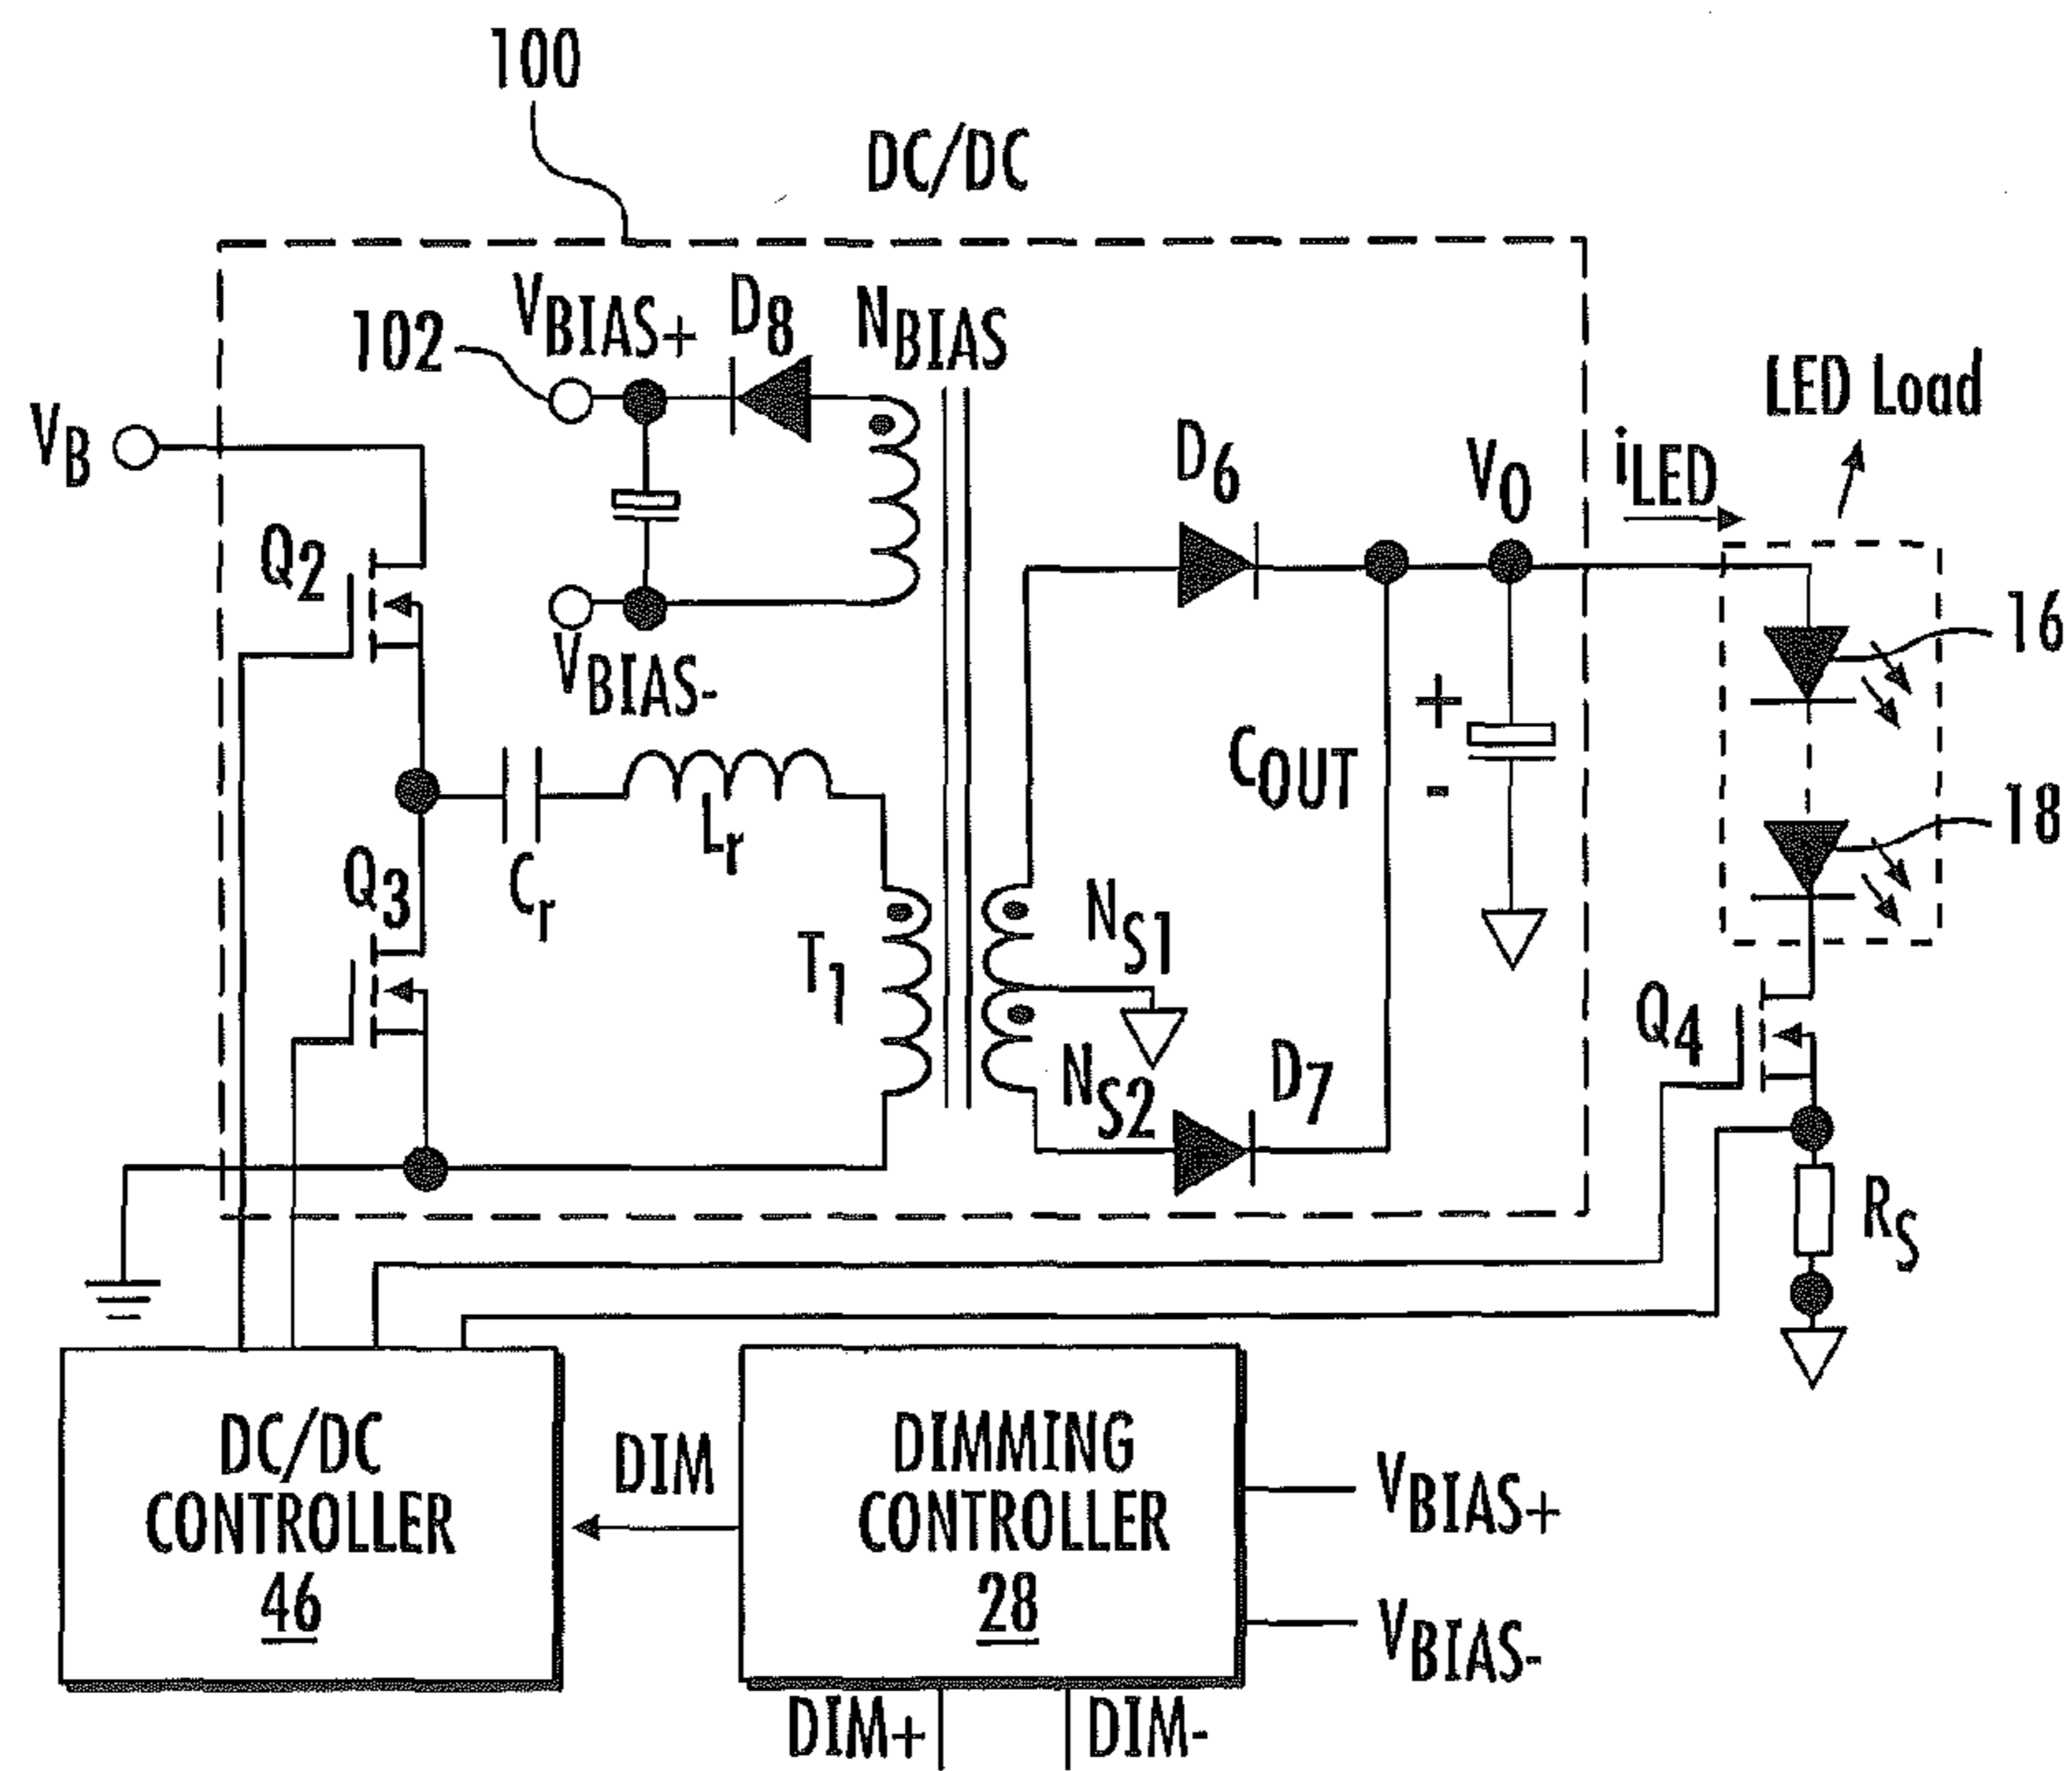 100
DC/DC
VBIAS+
D8
NBIAS
102
VB
LED Load
D6
VO
iLED
Q2
16
VBIAS-
COUT
+
-
18
Lr
Q3
Cr
T1
NS1
Q4
NS2
D7
RS
DC/DC
CONTROLLER
46
DIM
DIMMING
CONTROLLER
28
VBIAS+
VBIAS-
DIM+
DIM-